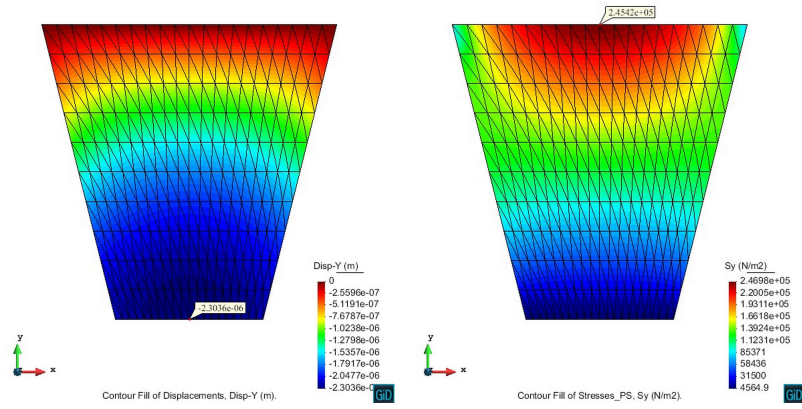 2.4542e+05
-2.3036e-06
Disp-Y (m)
0
-2.5596e-07
-5.1191e-07
-7.6787e-07
-1.0238e-06
-1.2798e-06
-1.5357e-06
-1.7917e-06
-2.0477e-06
-2.3036e-06
y
x
Contour Fill of Displacements, Disp-Y (m).
GiD
Sy (N/m2)
2.4698e+05
2.2005e+05
1.9311e+05
1.6618e+05
1.3924e+05
1.1231e+05
85371
58436
31500
4564.9
y
x
Contour Fill of Stresses_PS, Sy (N/m2).
GiD